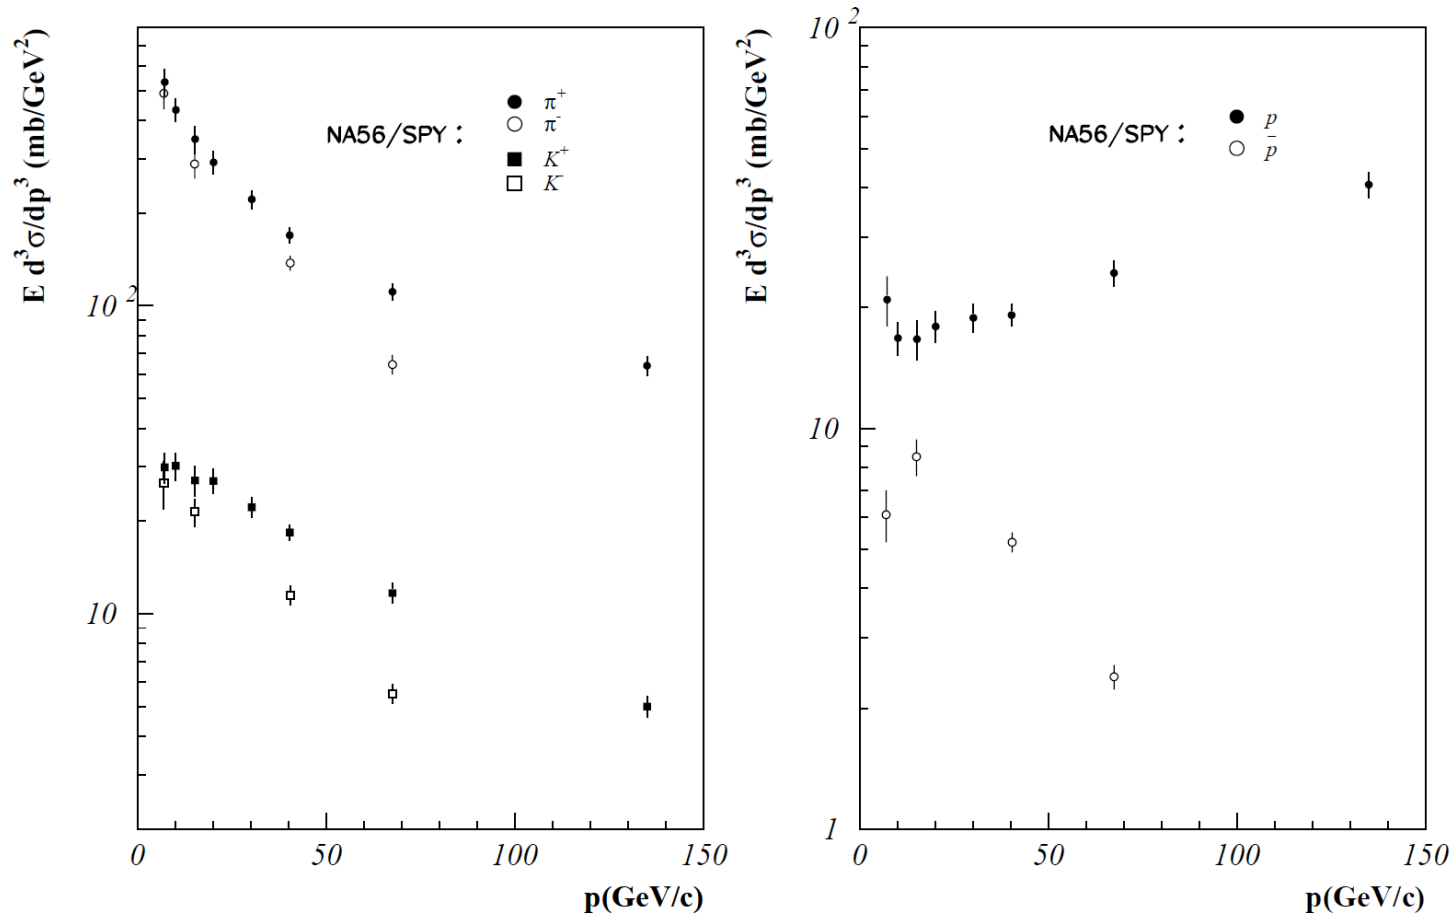 E d³σ/dp³ (mb/GeV²)
NA56/SPY :
π⁺
π⁻
K⁺
K⁻
10²
10
0
50
100
150
p(GeV/c)
E d³σ/dp³ (mb/GeV²)
NA56/SPY :
p
p̄
10²
10
1
0
50
100
150
p(GeV/c)